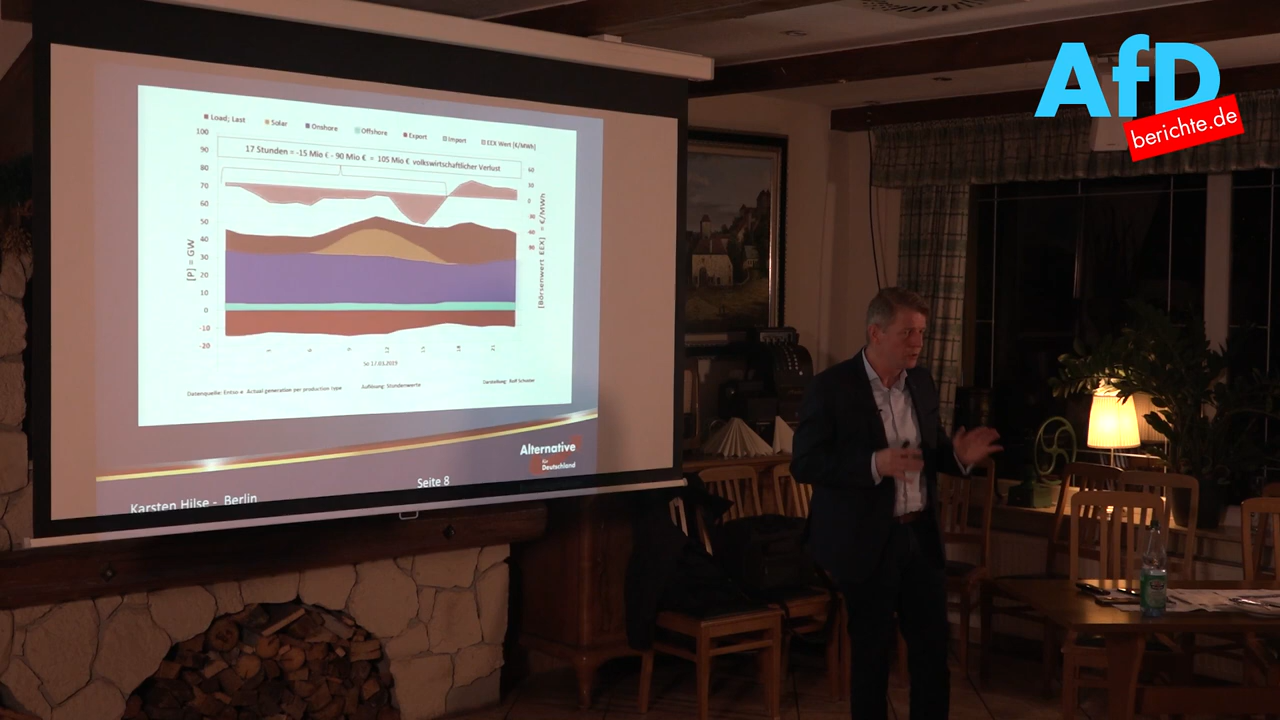 AfD
berichte.de
Load; Last Solar Onshore Offshore Export Import EEX Wert [€/MWh]
17 Stunden = -15 Mio € - 90 Mio € = 105 Mio € volkswirtschaftlicher Verlust
100
90
80
70
60
50
40
30
20
10
0
-10
-20
[P] = GW
60
30
0
[Börsenwert EEX] = €/MWh
So 17.03.2019
Datenquelle: Entso-e Actual generation per production type
Auflösung: Stundenwerte
Darstellung: Rolf Schuster
Alternative
für
Deutschland
Seite 8
Karsten Hilse - Berlin